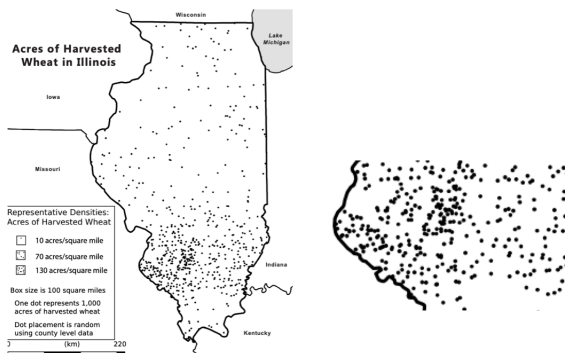 Wisconsin
Acres of Harvested
Wheat in Illinois
Lake
Michigan
Iowa
Missouri
Representative Densities:
Acres of Harvested Wheat
10 acres/square mile
70 acres/square mile
130 acres/square mile
Box size is 100 square miles
One dot represents 1,000
acres of harvested wheat
Dot placement is random
using county level data
0 (km) 220
Indiana
Kentucky